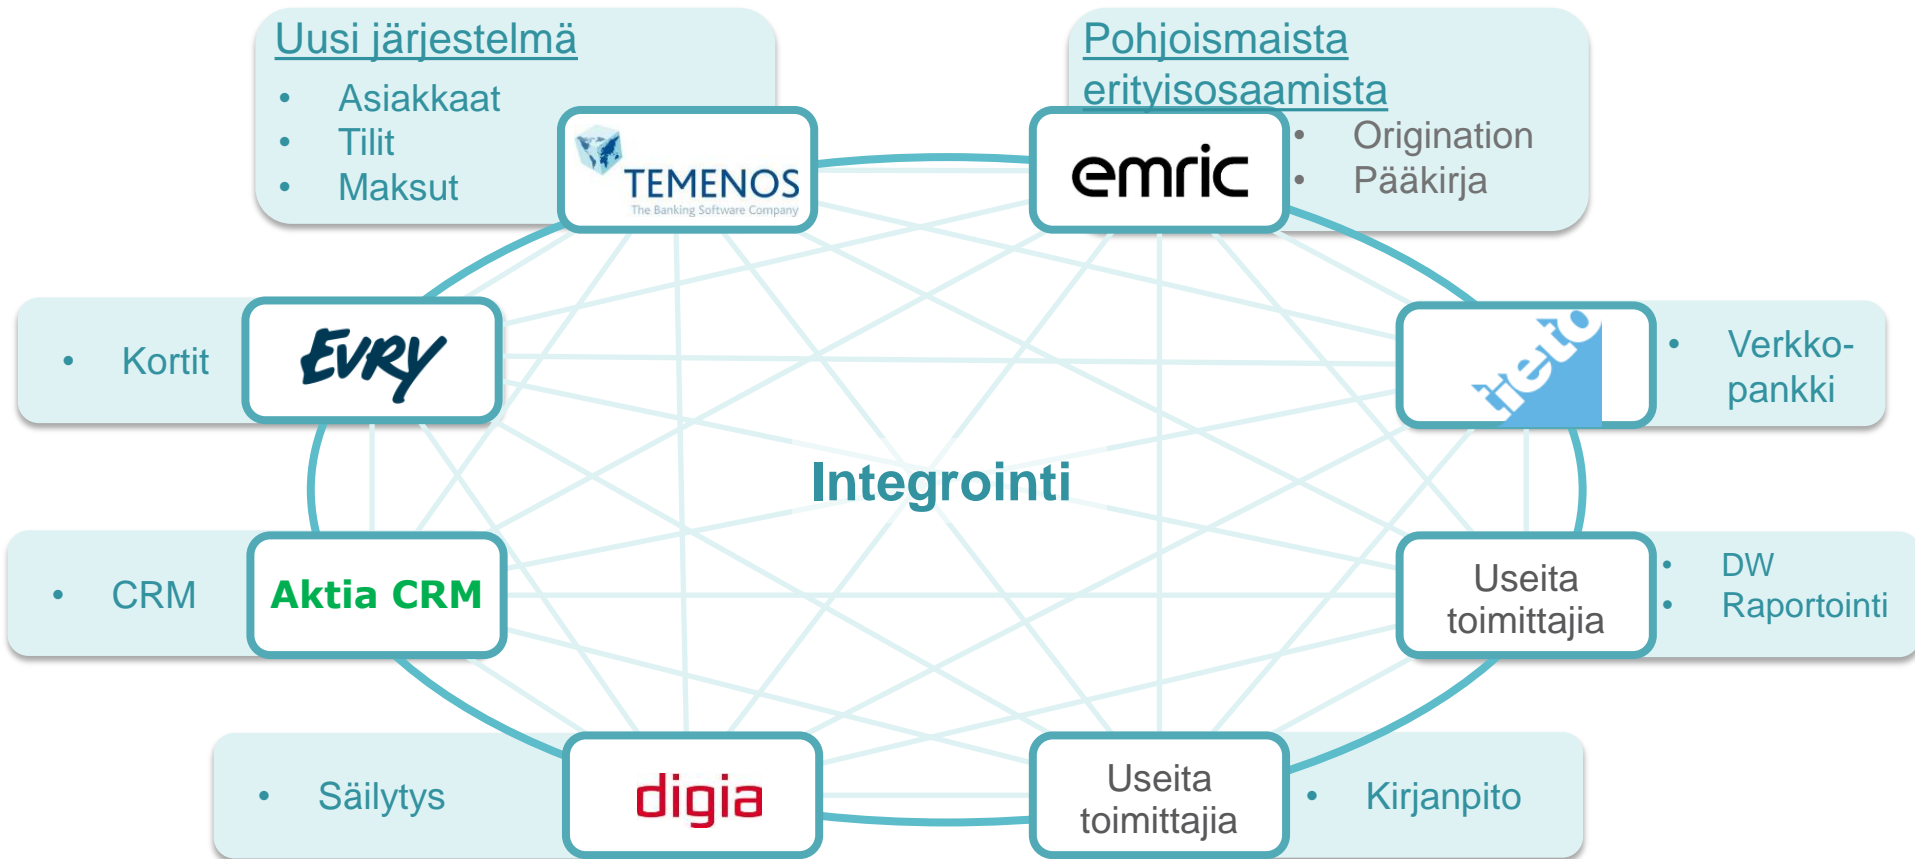 Uusi järjestelmä
• Asiakkaat
• Tilit
• Maksut
TEMENOS
The Banking Software Company
Pohjoismaista
erityisosaamista
emric
• Origination
• Pääkirja
• Kortit
EVRY
tieto
• Verkko-
pankki
Integrointi
• CRM
Aktia CRM
Useita
toimittajia
• DW
• Raportointi
• Säilytys
digia
Useita
toimittajia
• Kirjanpito